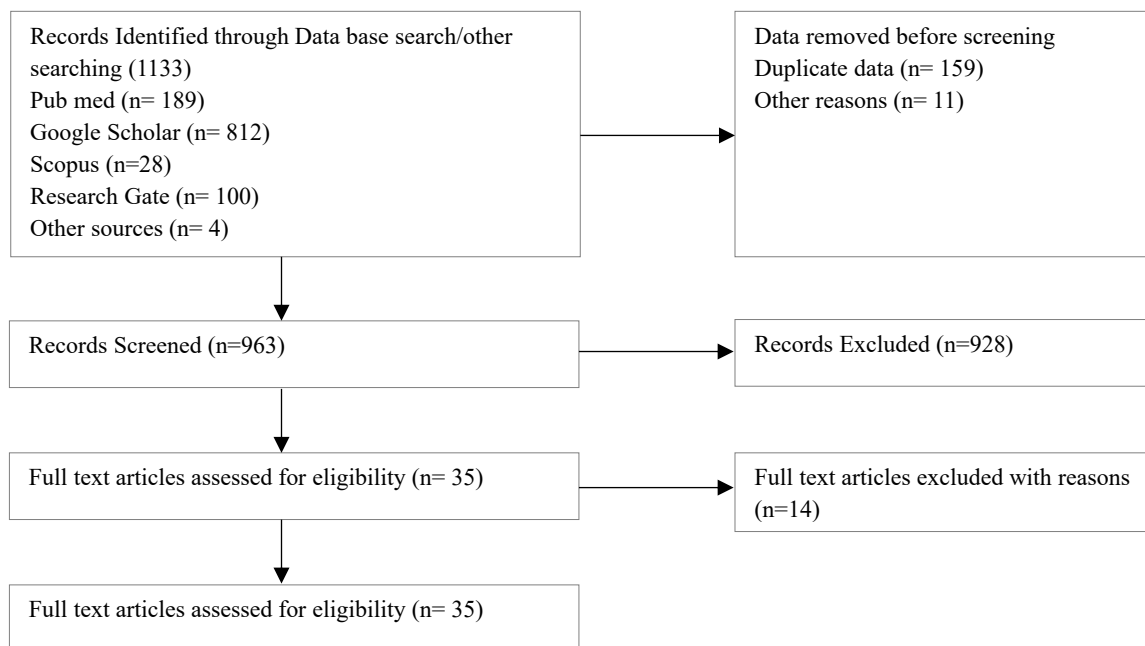 Records Identified through Data base search/other
searching (1133)
Pub med (n= 189)
Google Scholar (n= 812)
Scopus (n=28)
Research Gate (n= 100)
Other sources (n= 4)
Data removed before screening
Duplicate data (n= 159)
Other reasons (n= 11)
Records Screened (n=963)
Records Excluded (n=928)
Full text articles assessed for eligibility (n= 35)
Full text articles excluded with reasons
(n=14)
Full text articles assessed for eligibility (n= 35)